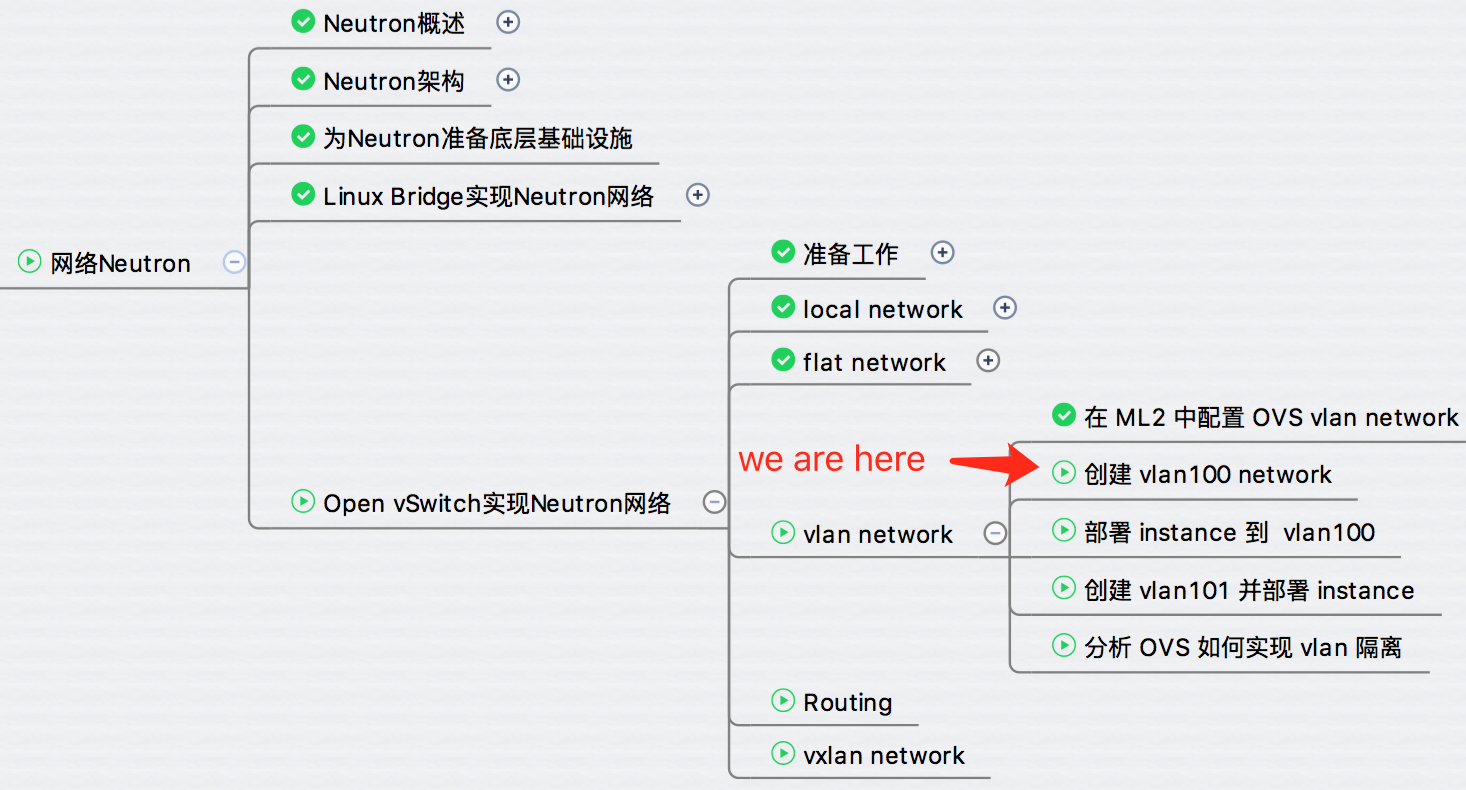 Neutron概述
Neutron架构
为Neutron准备底层基础设施
Linux Bridge实现Neutron网络
网络Neutron
准备工作
local network
flat network
在 ML2 中配置 OVS vlan network
we are here
创建 vlan100 network
Open vSwitch实现Neutron网络
vlan network
部署 instance 到 vlan100
创建 vlan101 并部署 instance
分析 OVS 如何实现 vlan 隔离
Routing
vxlan network